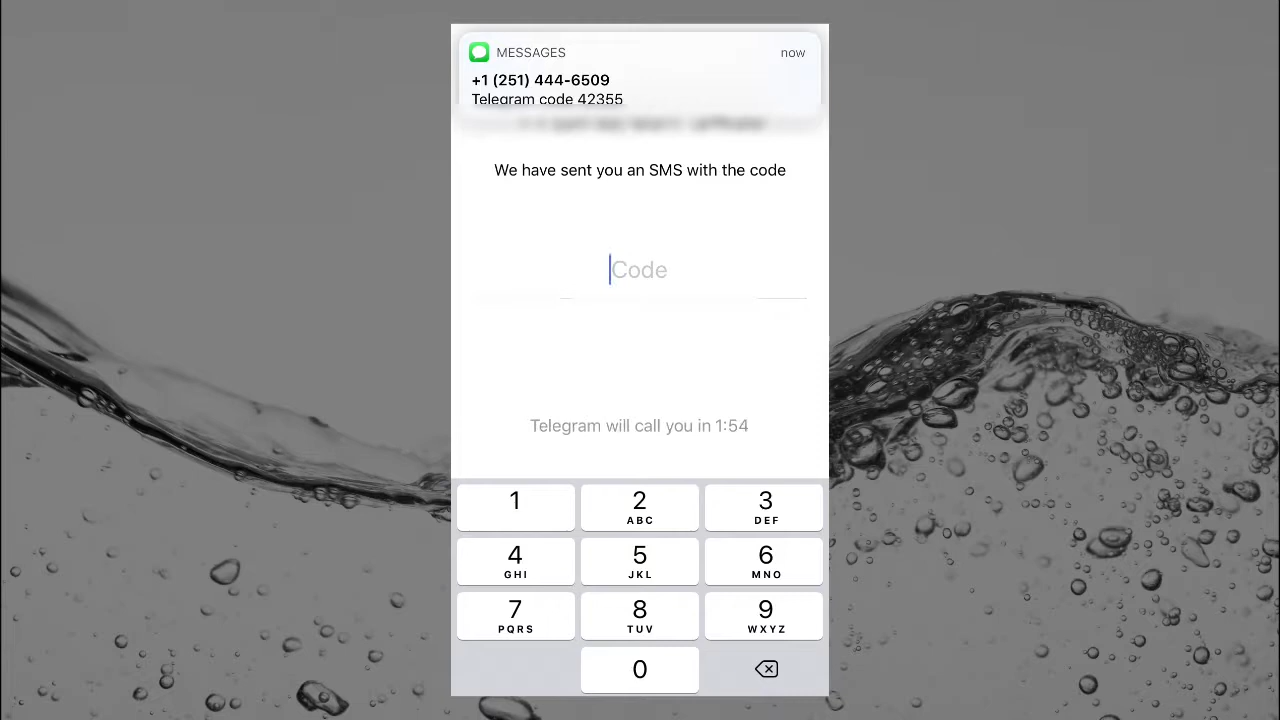 MESSAGES now
+1 (251) 444-6509
Telegram code 42355
We have sent you an SMS with the code
Code
Telegram will call you in 1:54
1 2 3
ABC DEF
4 5 6
GHI JKL MNO
7 8 9
PQRS TUV WXYZ
0